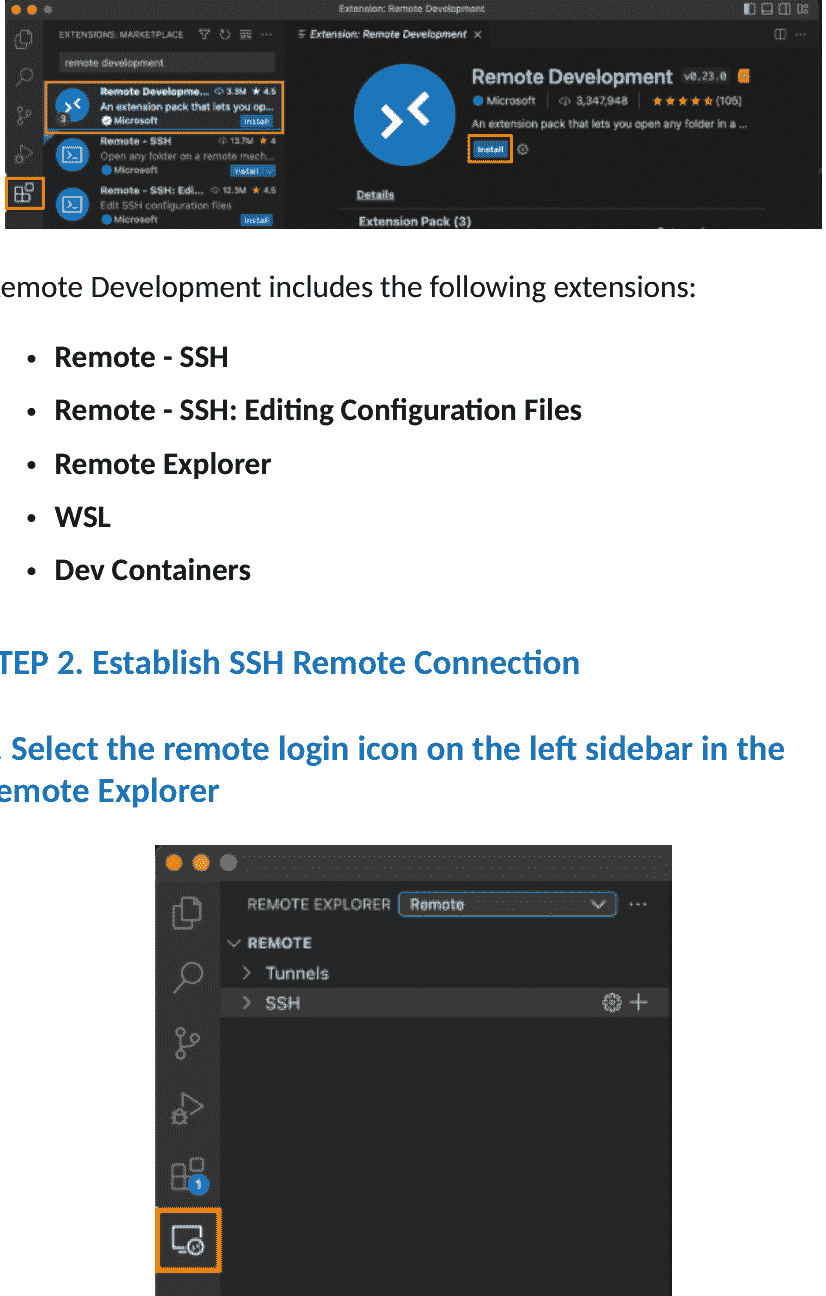 Extension: Remote Development
EXTENSIONS: MARKETPLACE
Extension: Remote Development
remote development
Remote Developme... 3.3M ★ 4.5
An extension pack that lets you op...
Microsoft Install
3
Remote - SSH 13.7M ★ 4
Open any folder on a remote mach...
Microsoft Install
Remote - SSH: Edi... 12.3M ★ 4.5
Edit SSH configuration files
Microsoft Install
Remote Development v0.23.0
Microsoft 3,347,948 ★★★★★ (105)
An extension pack that lets you open any folder in a ...
Install
Details
Extension Pack (3)
emote Development includes the following extensions:
• Remote - SSH
• Remote - SSH: Editing Configuration Files
• Remote Explorer
• WSL
• Dev Containers
TEP 2. Establish SSH Remote Connection
. Select the remote login icon on the left sidebar in the
emote Explorer
REMOTE EXPLORER Remote ...
REMOTE
Tunnels
SSH
1